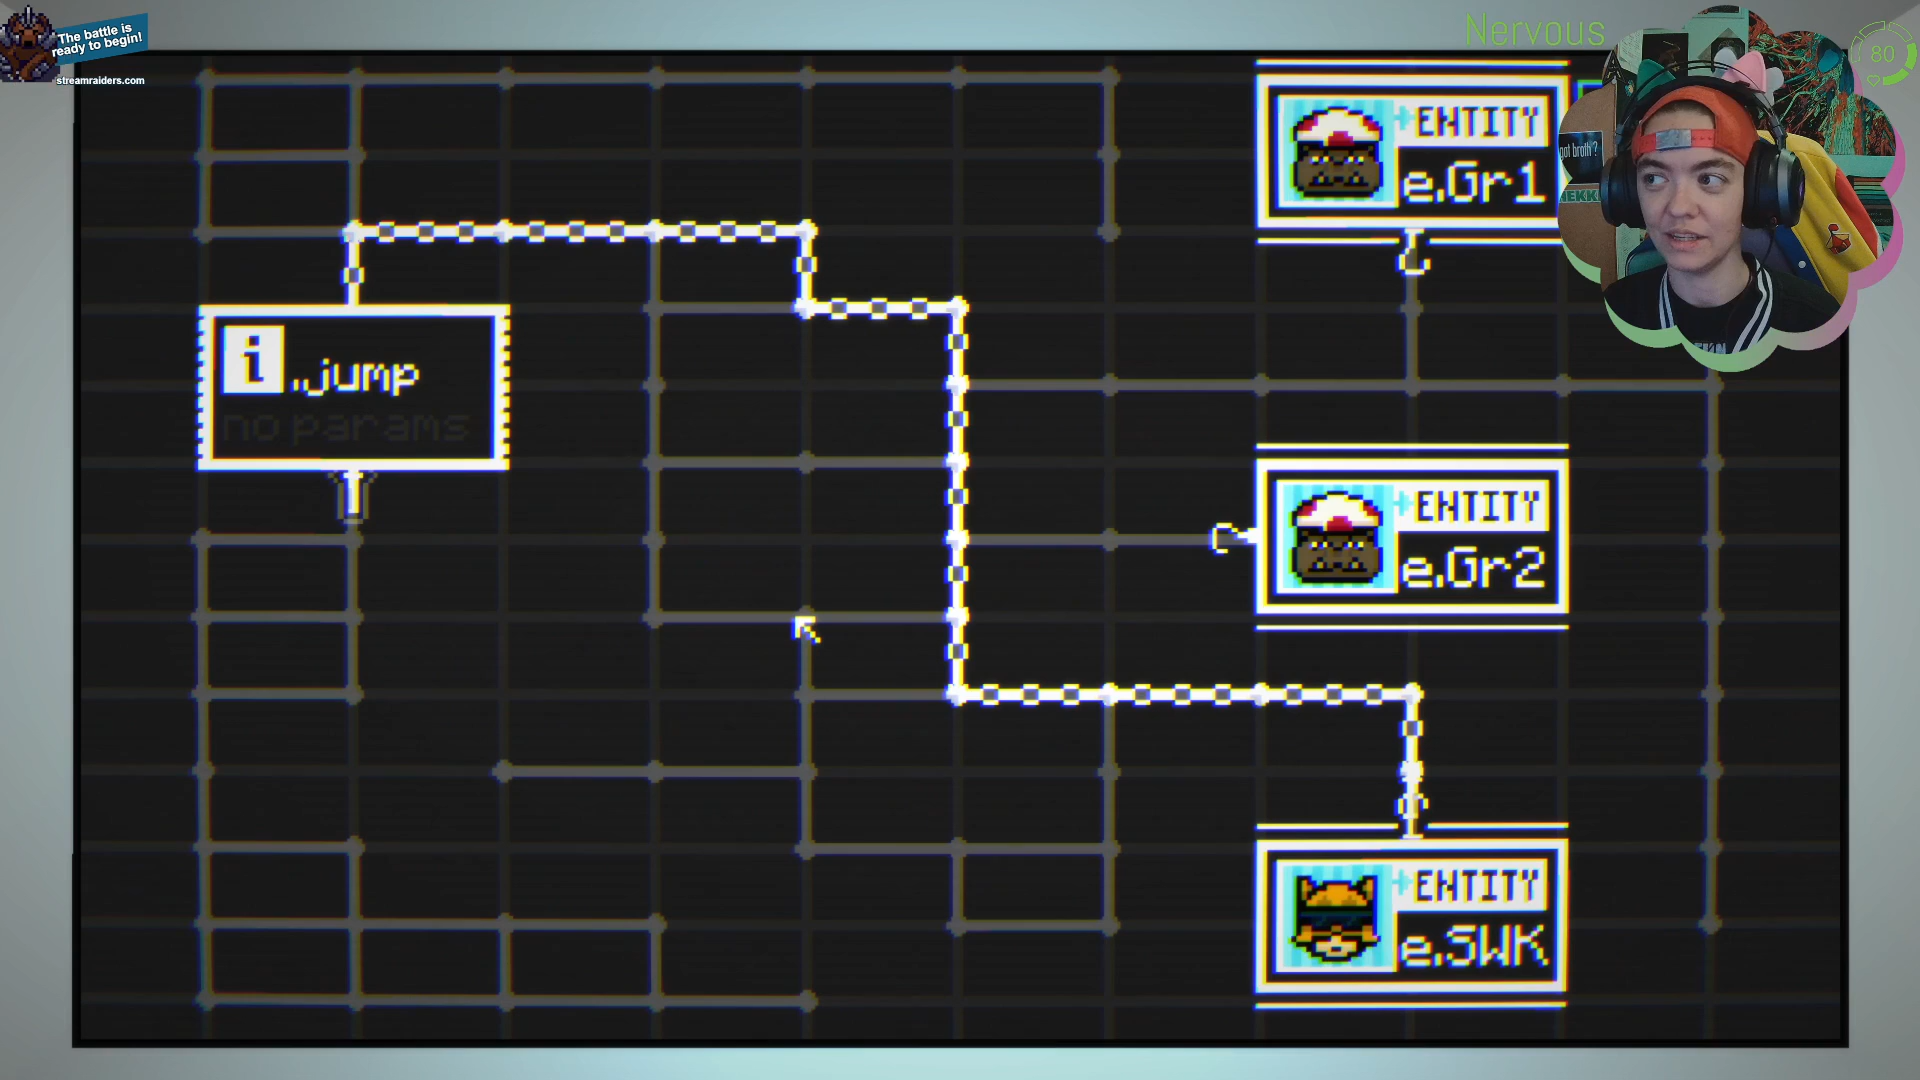 The battle is
ready to begin!
streamraiders.com
Nervous
80
ENTITY
e.Gr1
got broth?
i .jump
no params
ENTITY
e.Gr2
ENTITY
e.SWK